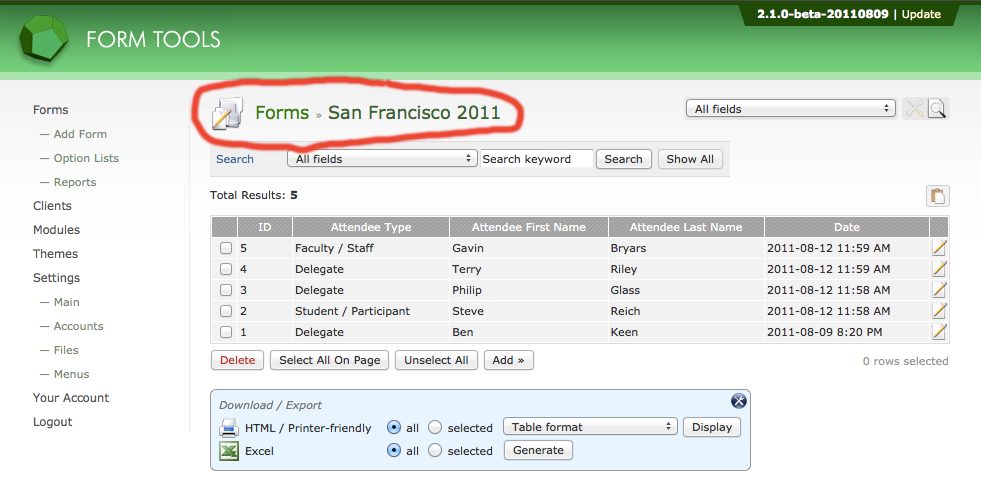 2.1.0-beta-20110809 | Update
FORM TOOLS
Forms
— Add Form
— Option Lists
— Reports
Clients
Modules
Themes
Settings
— Main
— Accounts
— Files
— Menus
Your Account
Logout
Forms » San Francisco 2011
All fields
Search All fields Search keyword Search Show All
Total Results: 5
ID Attendee Type Attendee First Name Attendee Last Name Date
5 Faculty / Staff Gavin Bryars 2011-08-12 11:59 AM
4 Delegate Terry Riley 2011-08-12 11:59 AM
3 Delegate Philip Glass 2011-08-12 11:58 AM
2 Student / Participant Steve Reich 2011-08-12 11:58 AM
1 Delegate Ben Keen 2011-08-09 8:20 PM
Delete Select All On Page Unselect All Add » 0 rows selected
Download / Export
HTML / Printer-friendly all selected Table format Display
Excel all selected Generate